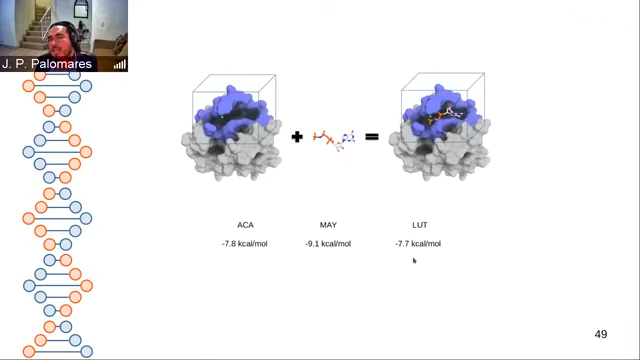 J. P. Palomares
ACA MAY LUT
-7.8 kcal/mol -9.1 kcal/mol -7.7 kcal/mol
49